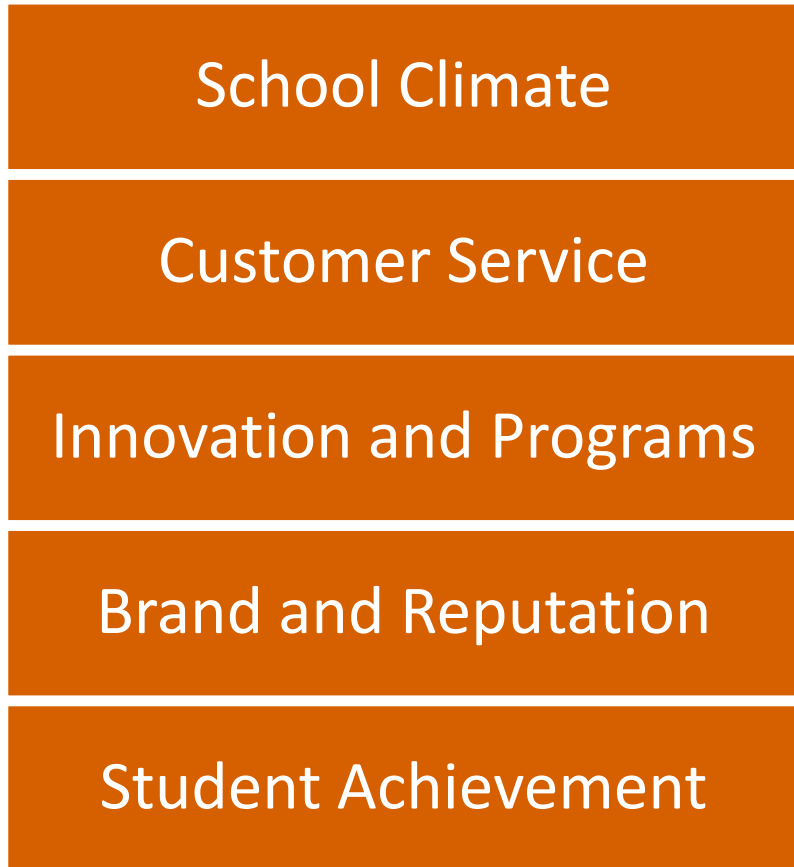 School Climate
Customer Service
Innovation and Programs
Brand and Reputation
Student Achievement